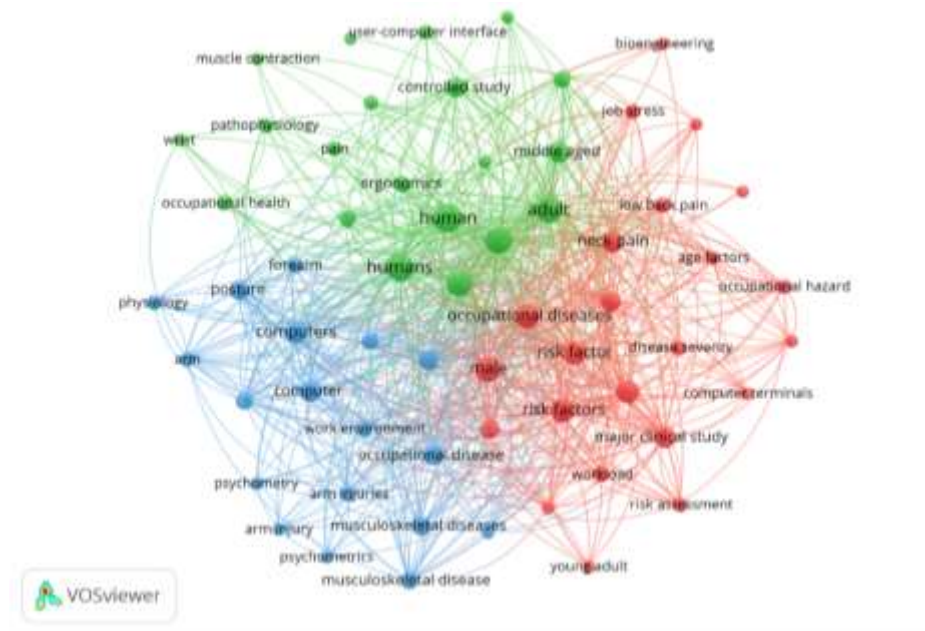 user-computer interface
bioengineering
muscle contraction
controlled study
job stress
pathophysiology
wrist
pain
middle aged
ergonomics
occupational health
human
adult
low back pain
neck pain
age factors
humans
forearm
posture
occupational hazard
physiology
occupational diseases
computers
risk factor
disease severity
arm
male
computer
computer terminals
risk factors
work environment
major clinical study
occupational disease
workload
psychometry
arm injuries
risk assessment
arm injury
musculoskeletal diseases
psychometrics
young adult
musculoskeletal disease
VOSviewer